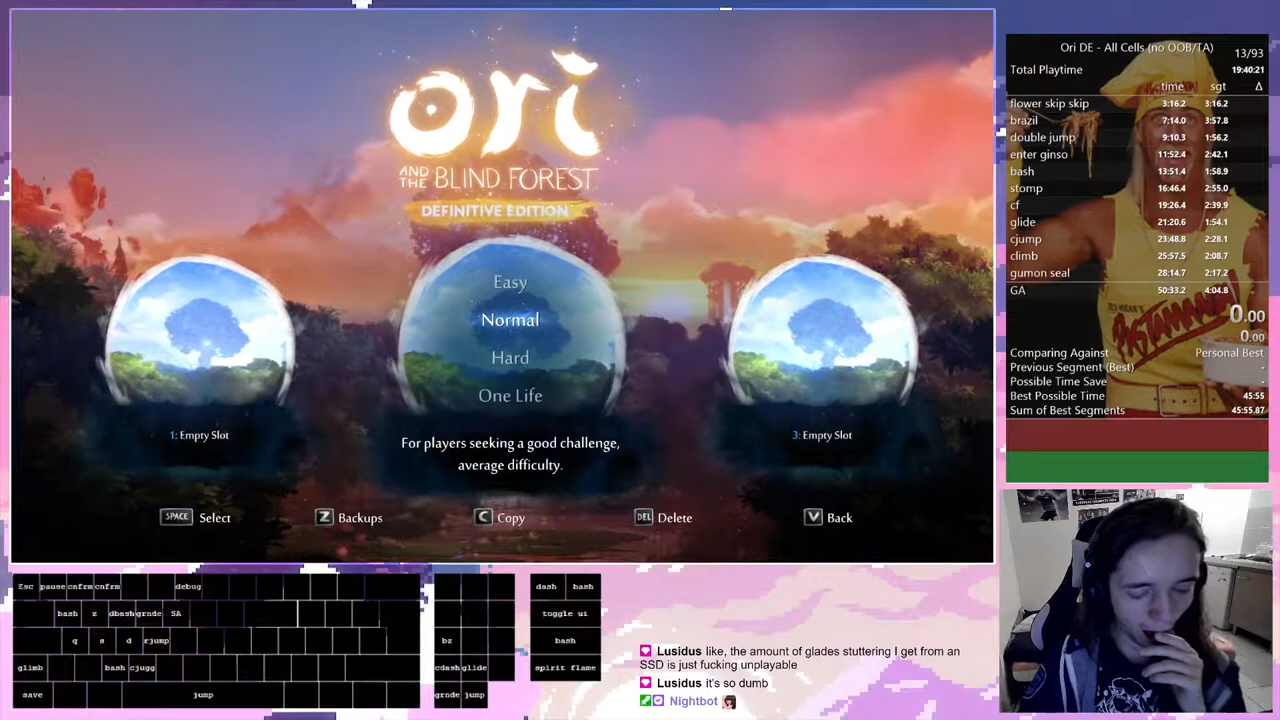 ori
AND THE BLIND FOREST
DEFINITIVE EDITION
Easy
Normal
Hard
One Life
For players seeking a good challenge,
average difficulty.
1: Empty Slot
3: Empty Slot
SPACE Select
Z Backups
C Copy
DEL Delete
V Back
Ori DE - All Cells (no OOB/TA) 13/93
Total Playtime 19:40:21
time sgt Δ
flower skip skip 3:16.2 3:16.2
brazil 7:14.0 3:57.8
double jump 9:10.3 1:56.2
enter ginso 11:52.4 2:42.1
bash 13:51.4 1:58.9
stomp 16:46.4 2:55.0
cf 19:26.4 2:39.9
glide 21:20.6 1:54.1
cjump 23:48.8 2:28.1
climb 25:57.5 2:08.7
gumon seal 28:14.7 2:17.2
GA 50:33.2 4:04.8
0.00
0.00
PASTAMANIA!
Comparing Against Personal Best
Previous Segment (Best) -
Possible Time Save -
Best Possible Time 45:55
Sum of Best Segments 45:55.87
Esc pause cnfrm cnfrm debug
bash z dbash grnde SA
q s d rjump
glimb bash cjugg
save jump
bz
cdash glide
grnde jump
dash bash
toggle ui
bash
spirit flame
Lusidus like, the amount of glades stuttering I get from an
SSD is just fucking unplayable
Lusidus it's so dumb
Nightbot